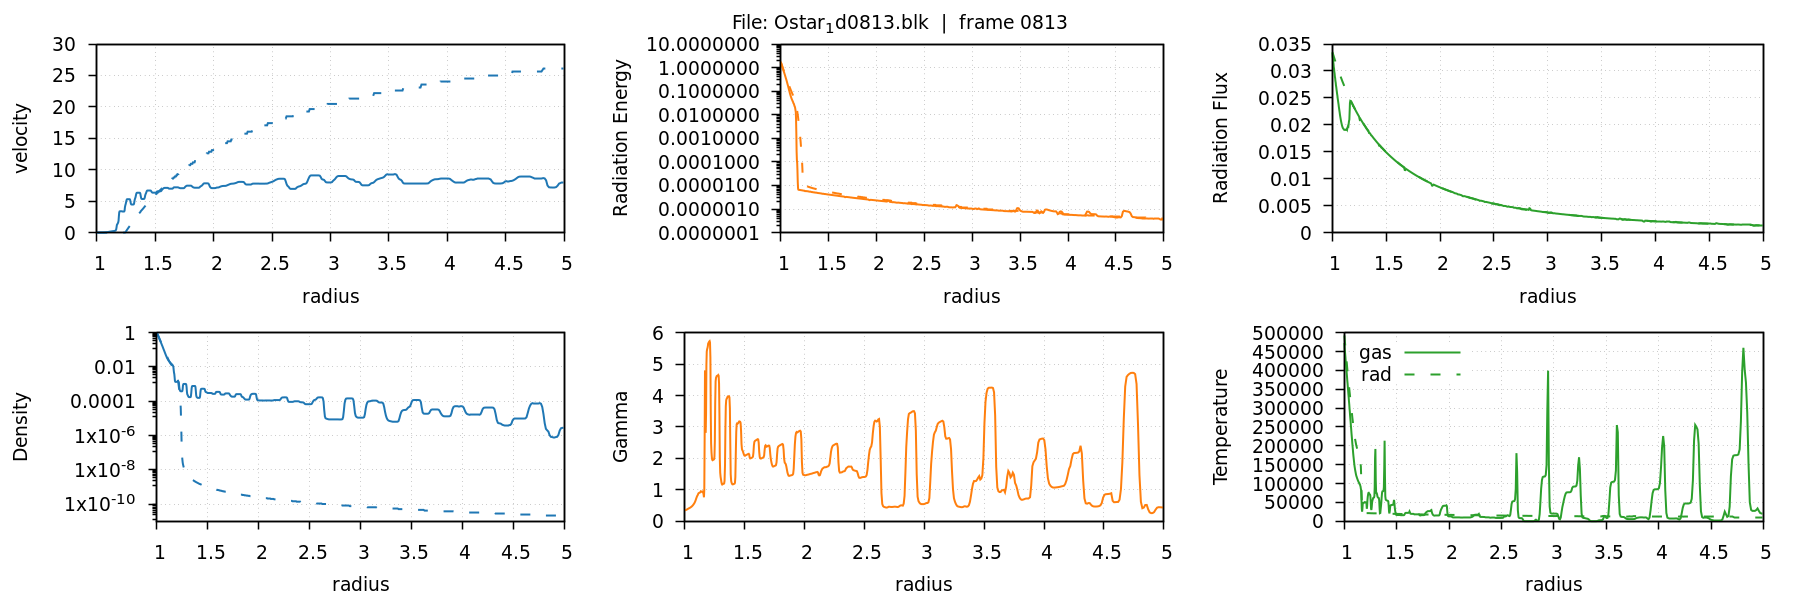 File: Ostar1d0813.blk | frame 0813
velocity
30
25
20
15
10
5
0
1 1.5 2 2.5 3 3.5 4 4.5 5
radius
Radiation Energy
10.0000000
1.0000000
0.1000000
0.0100000
0.0010000
0.0001000
0.0000100
0.0000010
0.0000001
1 1.5 2 2.5 3 3.5 4 4.5 5
radius
Radiation Flux
0.035
0.03
0.025
0.02
0.015
0.01
0.005
0
1 1.5 2 2.5 3 3.5 4 4.5 5
radius
Density
1
0.01
0.0001
1x10-6
1x10-8
1x10-10
1 1.5 2 2.5 3 3.5 4 4.5 5
radius
Gamma
6
5
4
3
2
1
0
1 1.5 2 2.5 3 3.5 4 4.5 5
radius
Temperature
500000
450000
400000
350000
300000
250000
200000
150000
100000
50000
0
gas
rad
1 1.5 2 2.5 3 3.5 4 4.5 5
radius